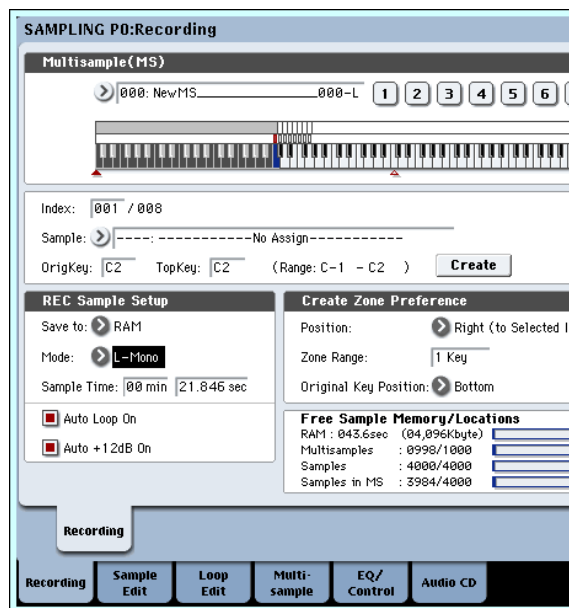 SAMPLING P0:Recording
Multisample(MS)
000: NewMS____________000-L 1 2 3 4 5 6
Index: 001 /008
Sample: ----: -----------No Assign-----------
OrigKey: C2 TopKey: C2 (Range: C-1 - C2 ) Create
REC Sample Setup
Save to: RAM
Mode: L-Mono
Sample Time: 00 min 21.846 sec
Auto Loop On
Auto +12dB On
Create Zone Preference
Position: Right (to Selected
Zone Range: 1 Key
Original Key Position: Bottom
Free Sample Memory/Locations
RAM : 043.6sec (04,096Kbyte)
Multisamples : 0998/1000
Samples : 4000/4000
Samples in MS : 3984/4000
Recording
Recording Sample Edit Loop Edit Multi-sample EQ/Control Audio CD